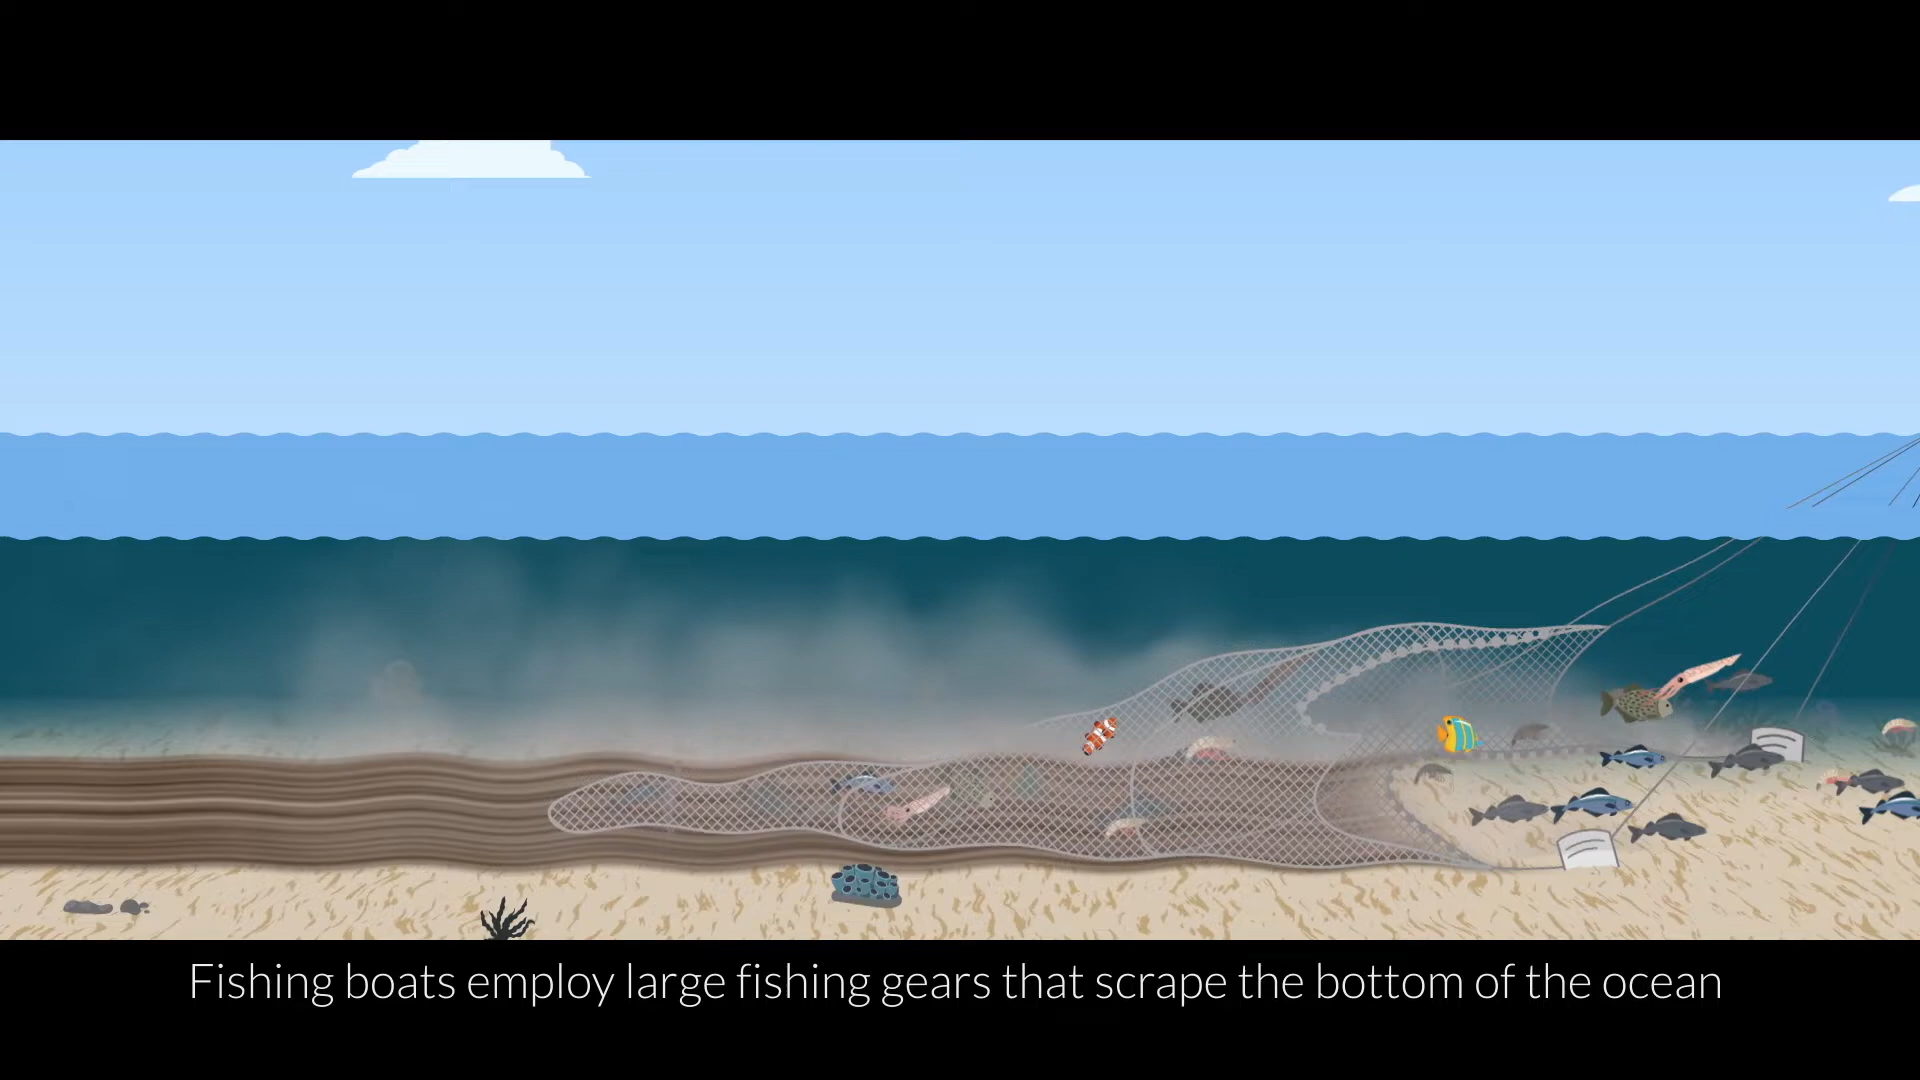 Fishing boats employ large fishing gears that scrape the bottom of the ocean